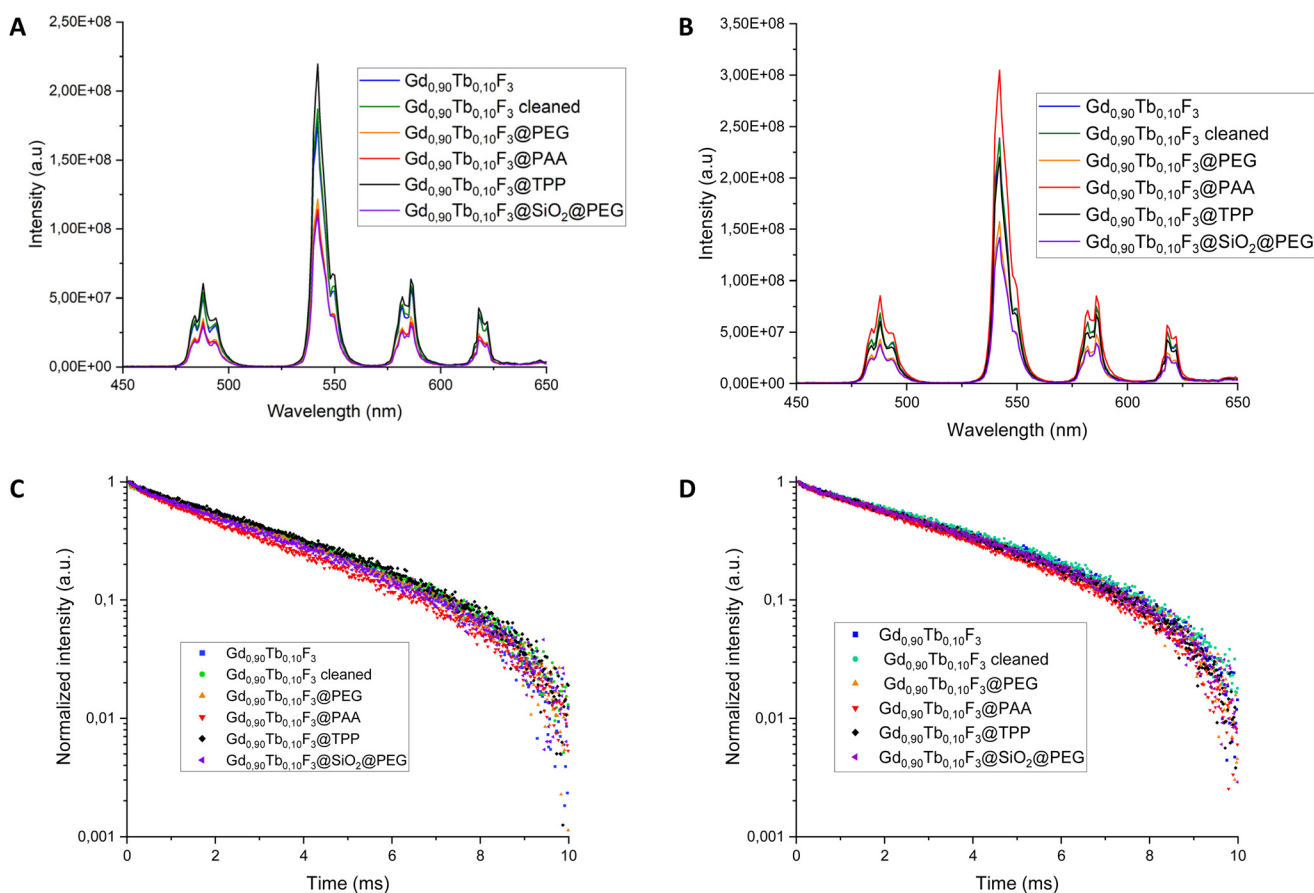 A
2,50E+08
2,00E+08
1,50E+08
1,00E+08
5,00E+07
0,00E+00
450
500
550
600
650
Intensity (a.u)
Wavelength (nm)
Gd0,90Tb0,10F3
Gd0,90Tb0,10F3 cleaned
Gd0,90Tb0,10F3@PEG
Gd0,90Tb0,10F3@PAA
Gd0,90Tb0,10F3@TPP
Gd0,90Tb0,10F3@SiO2@PEG
B
3,50E+08
3,00E+08
2,50E+08
2,00E+08
1,50E+08
1,00E+08
5,00E+07
0,00E+00
450
500
550
600
650
Intensity (a.u)
Wavelength (nm)
Gd0,90Tb0,10F3
Gd0,90Tb0,10F3 cleaned
Gd0,90Tb0,10F3@PEG
Gd0,90Tb0,10F3@PAA
Gd0,90Tb0,10F3@TPP
Gd0,90Tb0,10F3@SiO2@PEG
C
1
0,1
0,01
0,001
0
2
4
6
8
10
Normalized intensity (a.u.)
Time (ms)
Gd0,90Tb0,10F3
Gd0,90Tb0,10F3 cleaned
Gd0,90Tb0,10F3@PEG
Gd0,90Tb0,10F3@PAA
Gd0,90Tb0,10F3@TPP
Gd0,90Tb0,10F3@SiO2@PEG
D
1
0,1
0,01
0,001
0
2
4
6
8
10
Normalized intensity (a.u.)
Time (ms)
Gd0,90Tb0,10F3
Gd0,90Tb0,10F3 cleaned
Gd0,90Tb0,10F3@PEG
Gd0,90Tb0,10F3@PAA
Gd0,90Tb0,10F3@TPP
Gd0,90Tb0,10F3@SiO2@PEG